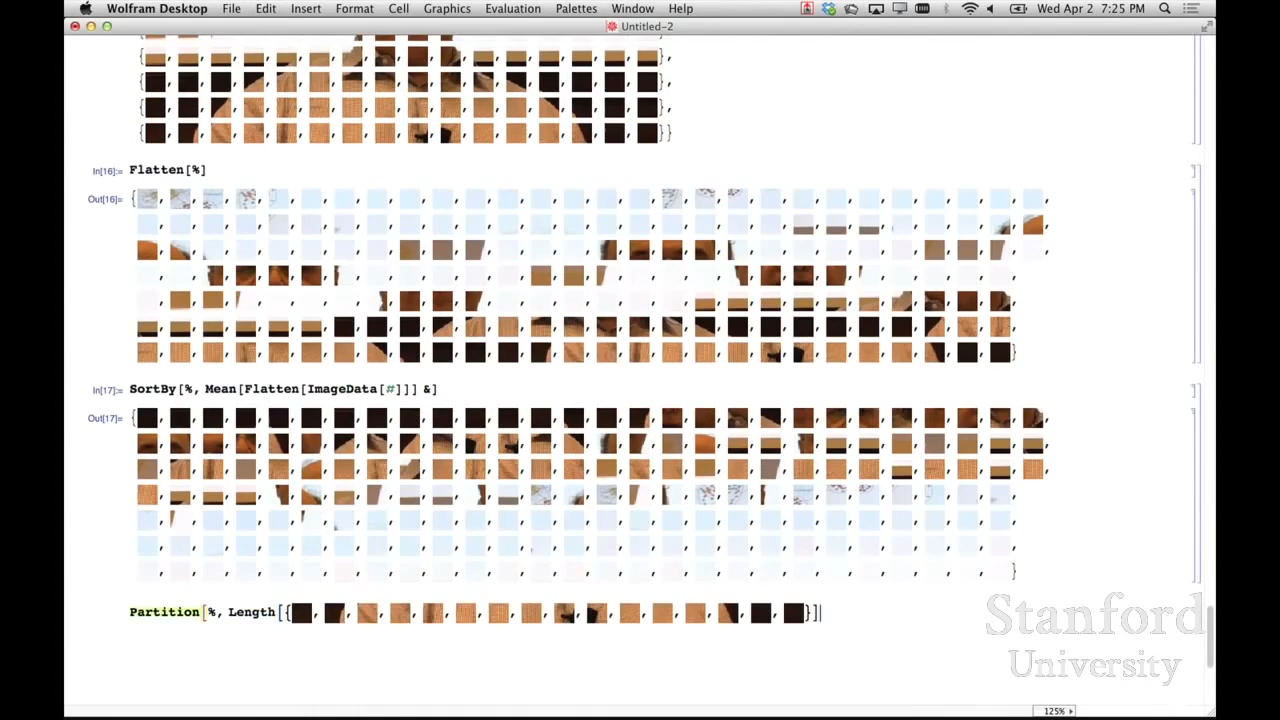 Wolfram Desktop File Edit Insert Format Cell Graphics Evaluation Palettes Window Help Wed Apr 2 7:25 PM
Untitled-2
In[16]:= Flatten[%]
Out[16]=
In[17]:= SortBy[%, Mean[Flatten[ImageData[#]]] &]
Out[17]=
Partition[%, Length[{ , , , , , , , , , , , , , , , }]
Stanford
University
125%